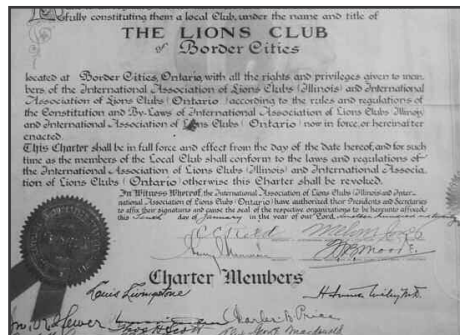 fully constituting them a local Club, under the name and title of
THE LIONS CLUB
of Border Cities
located at Border Cities, Ontario, with all the rights and privileges given to mem-
bers of the International Association of Lions Clubs (Illinois) and International
Association of Lions Clubs (Ontario) according to the rules and regulations of
the Constitution and By-Laws of International Association of Lions Clubs (Illinois)
and International Association of Lions Clubs (Ontario) now in force, or hereinafter
enacted.
This Charter shall be in full force and effect from the day of the date hereof, and for such
time as the members of the Local Club shall conform to the laws and regulations of
the International Association of Lions Clubs (Illinois) and International Associa-
tion of Lions Clubs (Ontario) otherwise this Charter shall be revoked.
In Witness Whereof, the International Association of Lions Clubs (Illinois) and Inter-
national Association of Lions Clubs (Ontario) have authorized their Presidents and Secretaries
to affix their signatures and cause the seal of the respective organizations to be hereunto affixed,
this day of January in the year of our Lord,
Charter Members
Louis Livingstone
Charles B. Price